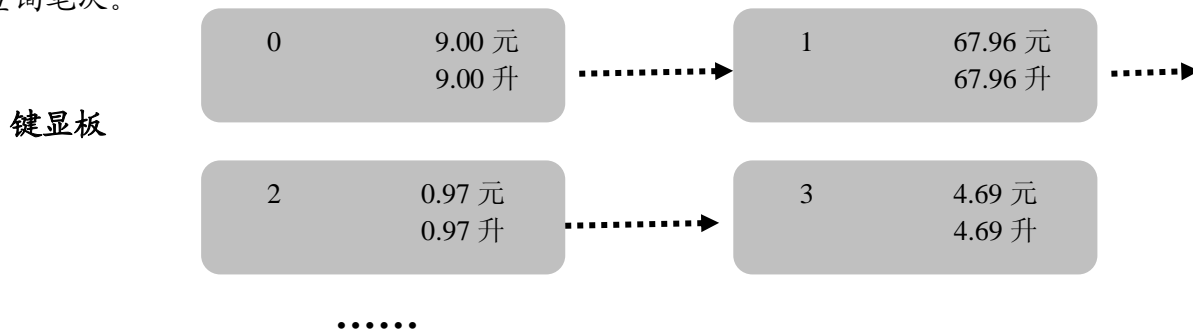 询笔次。
0 9.00 元
9.00 升
1 67.96 元
67.96 升
键显板
2 0.97 元
0.97 升
3 4.69 元
4.69 升
……